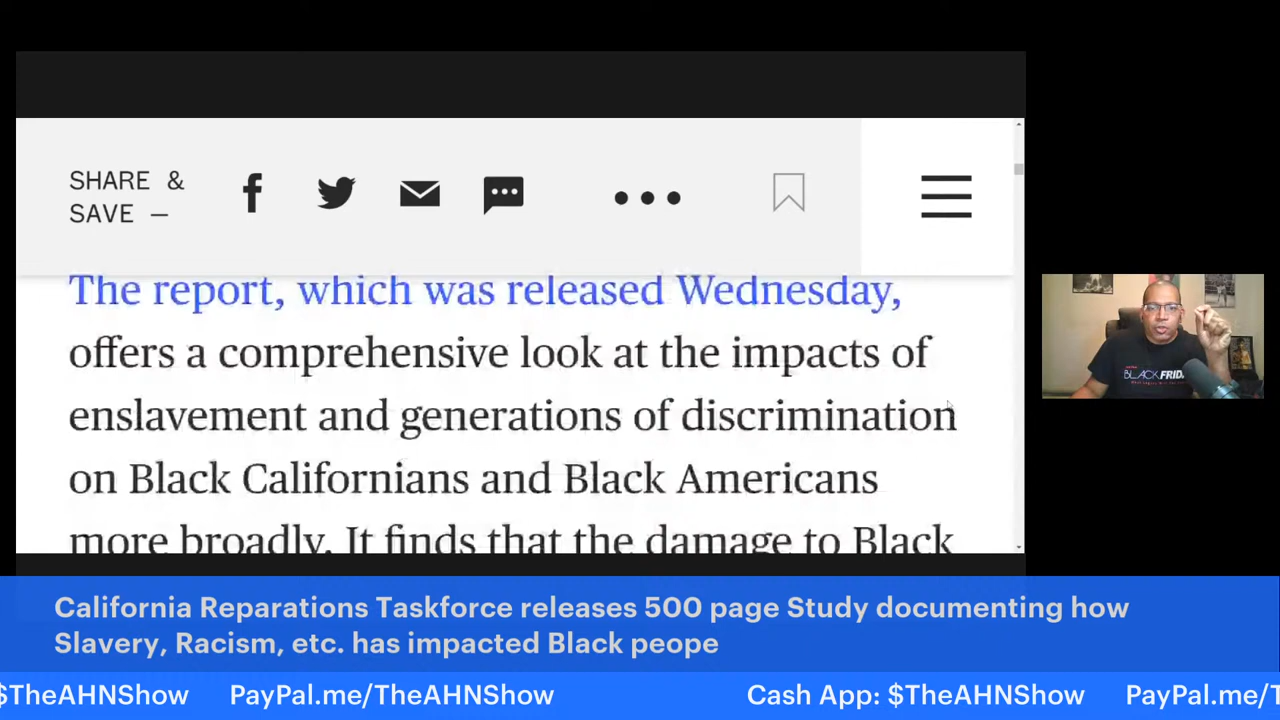 SHARE &
SAVE —
The report, which was released Wednesday,
offers a comprehensive look at the impacts of
enslavement and generations of discrimination
on Black Californians and Black Americans
more broadly. It finds that the damage to Black
BLACK FRID
California Reparations Taskforce releases 500 page Study documenting how
Slavery, Racism, etc. has impacted Black peope
$TheAHNShow PayPal.me/TheAHNShow Cash App: $TheAHNShow PayPal.me/T